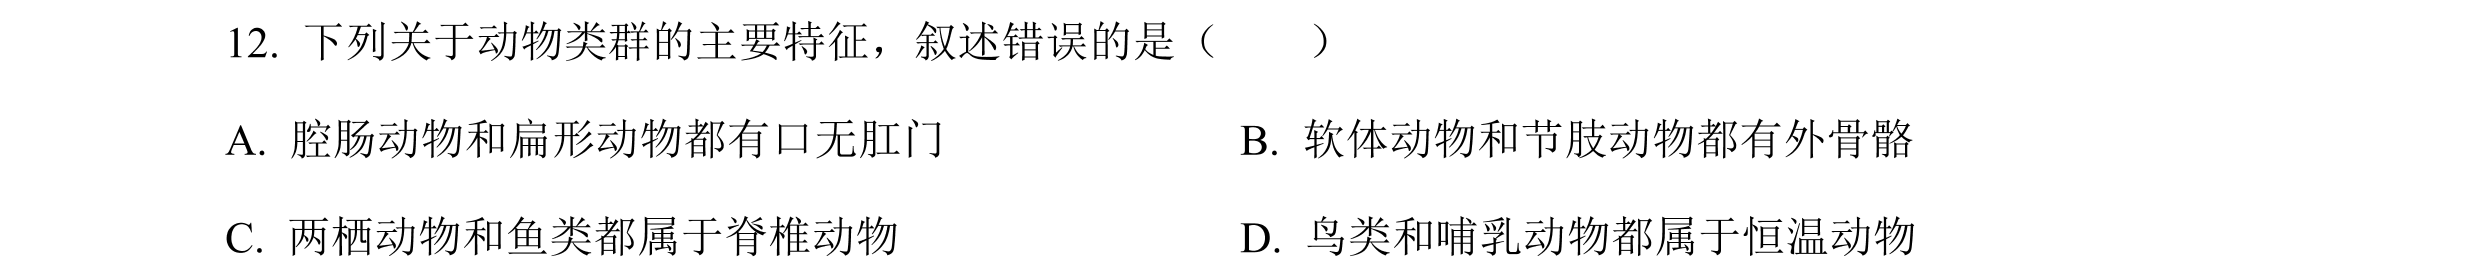 12. 下列关于动物类群的主要特征，叙述错误的是（　　）
A. 腔肠动物和扁形动物都有口无肛门 B. 软体动物和节肢动物都有外骨骼
C. 两栖动物和鱼类都属于脊椎动物 D. 鸟类和哺乳动物都属于恒温动物